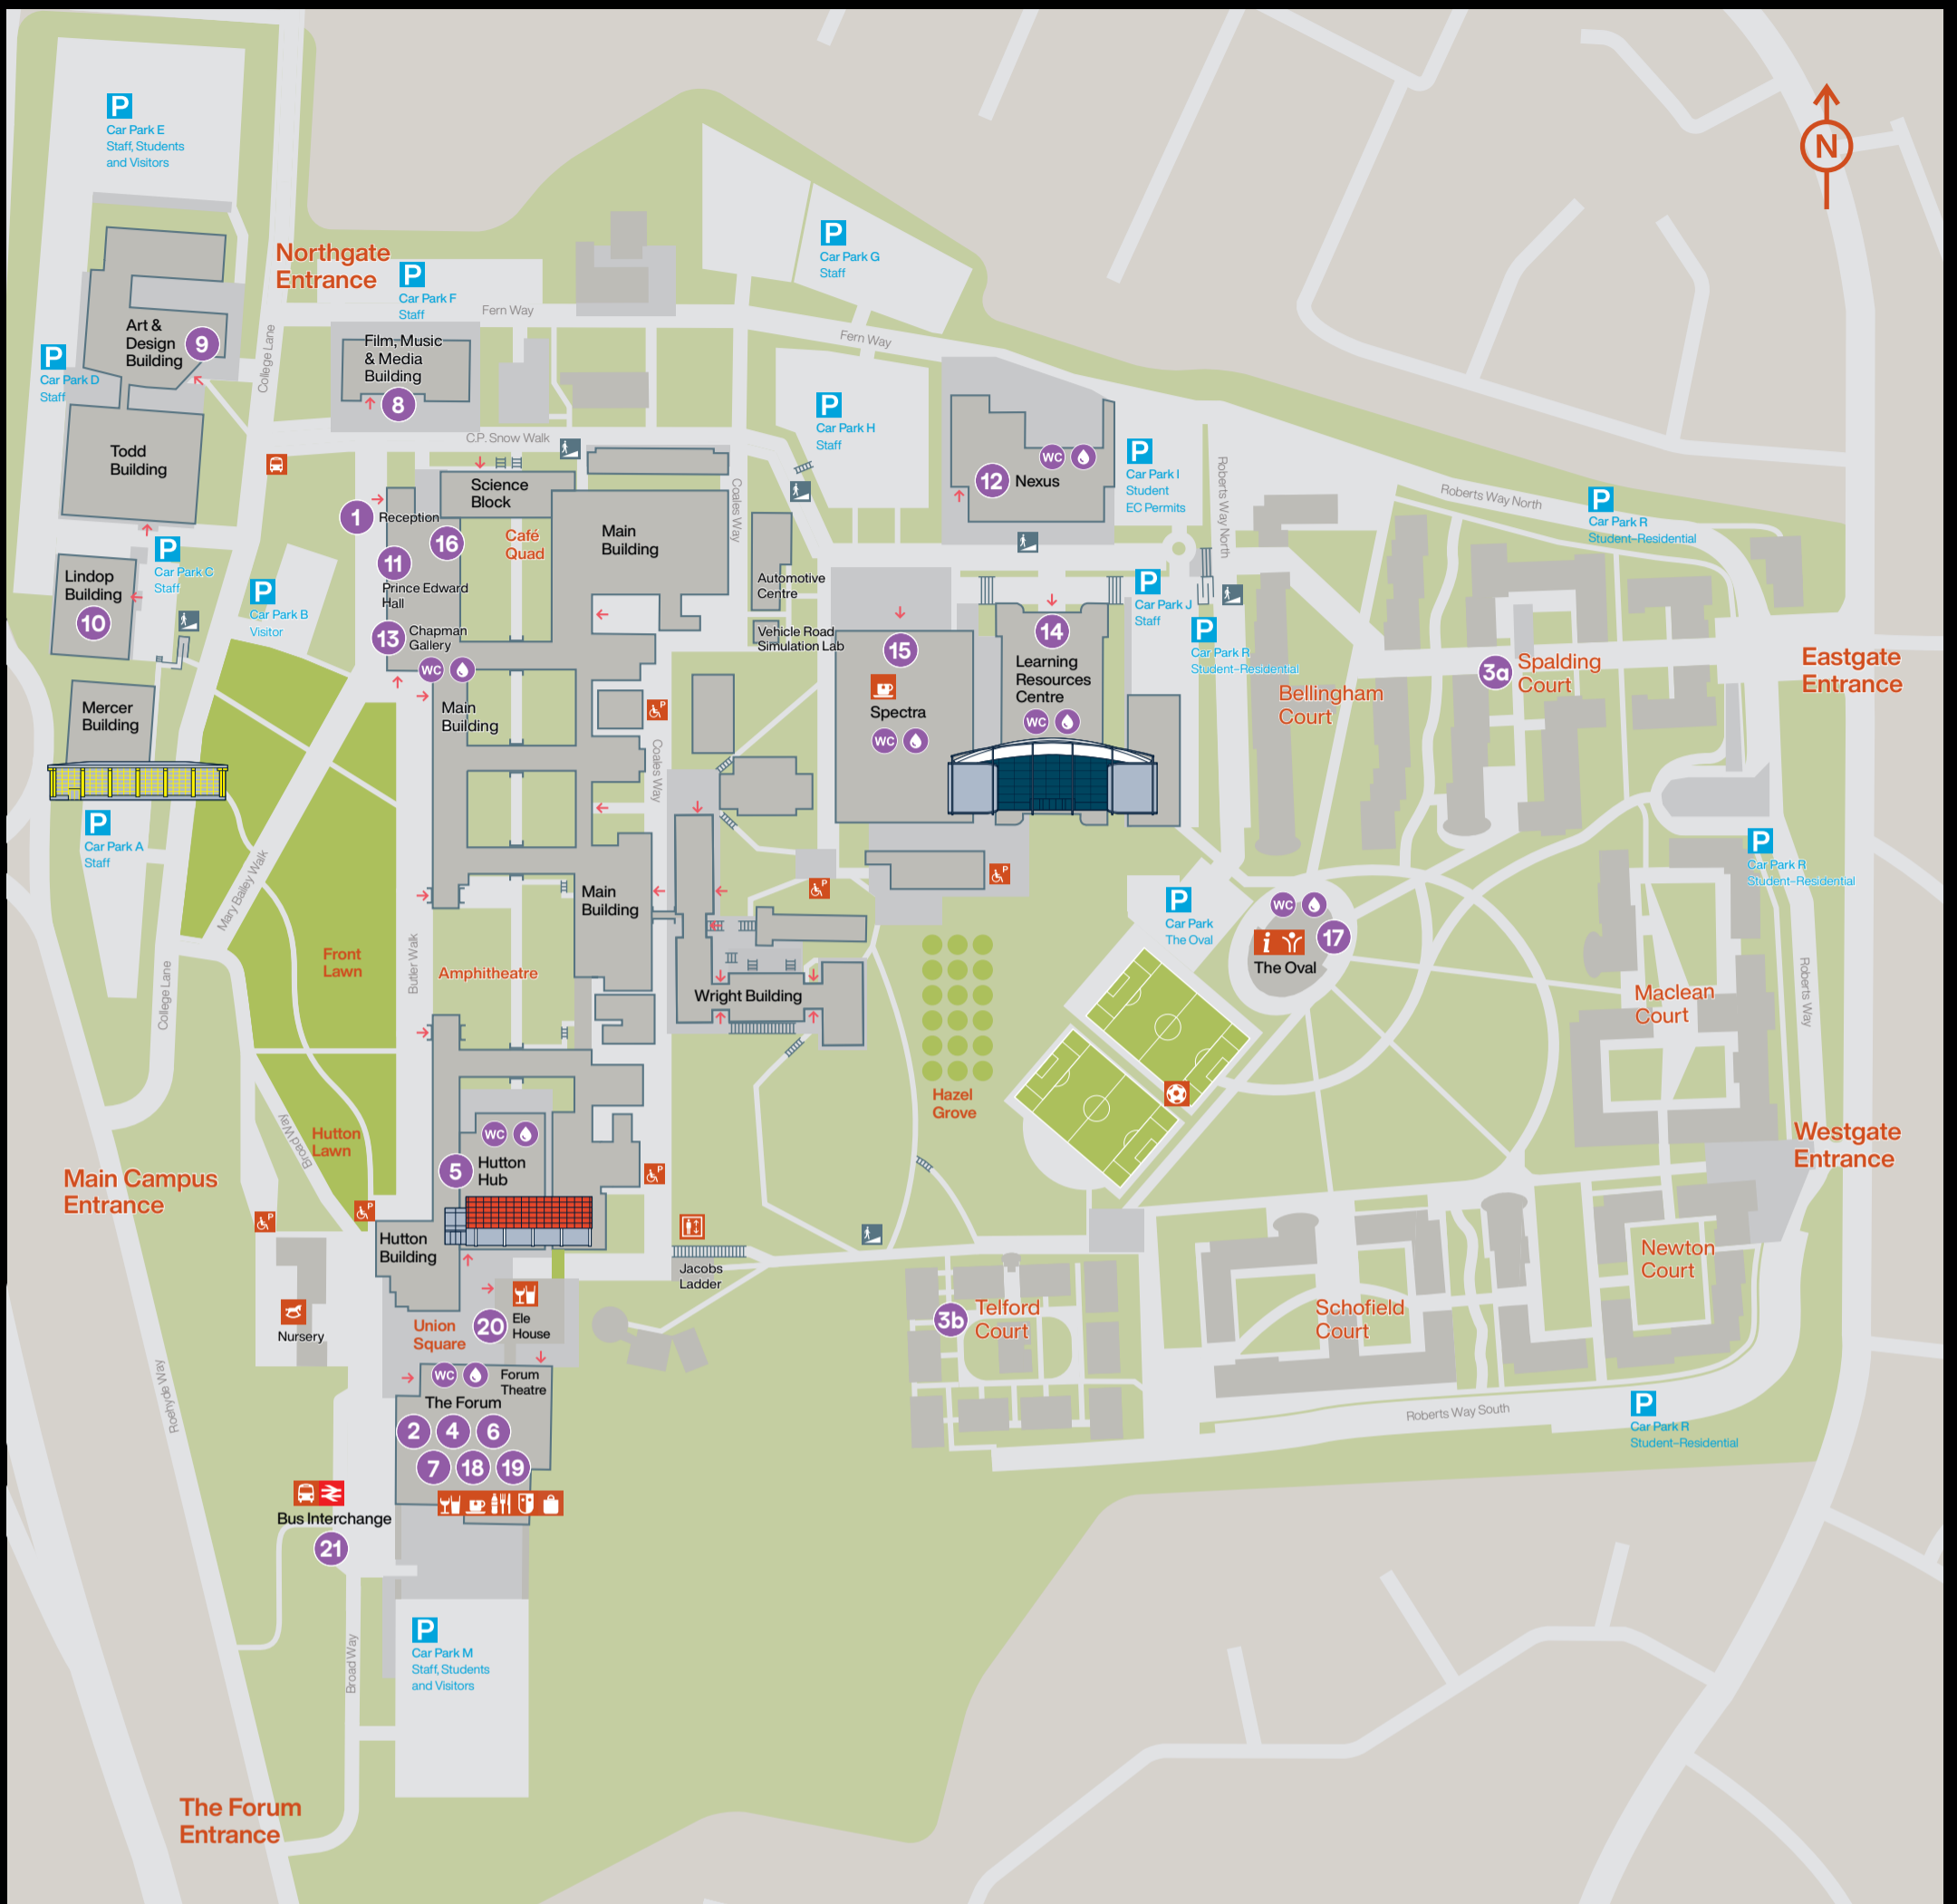 P
Car Park E
Staff, Students
and Visitors
N
Northgate
Entrance
P
Car Park F
Staff
Fern Way
P
Car Park G
Staff
Fern Way
Art &
Design
Building
9
College Lane
Film, Music
& Media
Building
8
P
Car Park D
Staff
P
Car Park H
Staff
C.P. Snow Walk
Todd
Building
Science
Block
Coales Way
WC
12
Nexus
P
Car Park I
Student
EC Permits
Roberts Way North
Roberts Way North
P
Car Park R
Student–Residential
1
Reception
16
Café
Quad
Main
Building
11
Prince Edward
Hall
P
Car Park C
Staff
Lindop
Building
10
P
Car Park B
Visitor
Automotive
Centre
Vehicle Road
Simulation Lab
P
Car Park J
Staff
P
Car Park R
Student–Residential
13
Chapman
Gallery
WC
15
Spectra
WC
14
Learning
Resources
Centre
WC
3a
Spalding
Court
Bellingham
Court
Eastgate
Entrance
Mercer
Building
Main
Building
P
Coales Way
P
Car Park A
Staff
Mary Bailey Walk
Main
Building
P
P
P
Car Park R
Student–Residential
P
Car Park
The Oval
WC
i
17
The Oval
Front
Lawn
Butler Walk
Amphitheatre
College Lane
Wright Building
Maclean
Court
Roberts Way
Hazel
Grove
Hutton
Lawn
Broad Way
WC
5
Hutton
Hub
P
Westgate
Entrance
Main Campus
Entrance
P
P
Hutton
Building
Jacobs
Ladder
Newton
Court
Nursery
Union
Square
20
Ele
House
3b
Telford
Court
Schofield
Court
WC
Forum
Theatre
The Forum
2
4
6
7
18
19
Roehyde Way
Roberts Way South
P
Car Park R
Student–Residential
Bus Interchange
21
P
Car Park M
Staff, Students
and Visitors
Broad Way
The Forum
Entrance